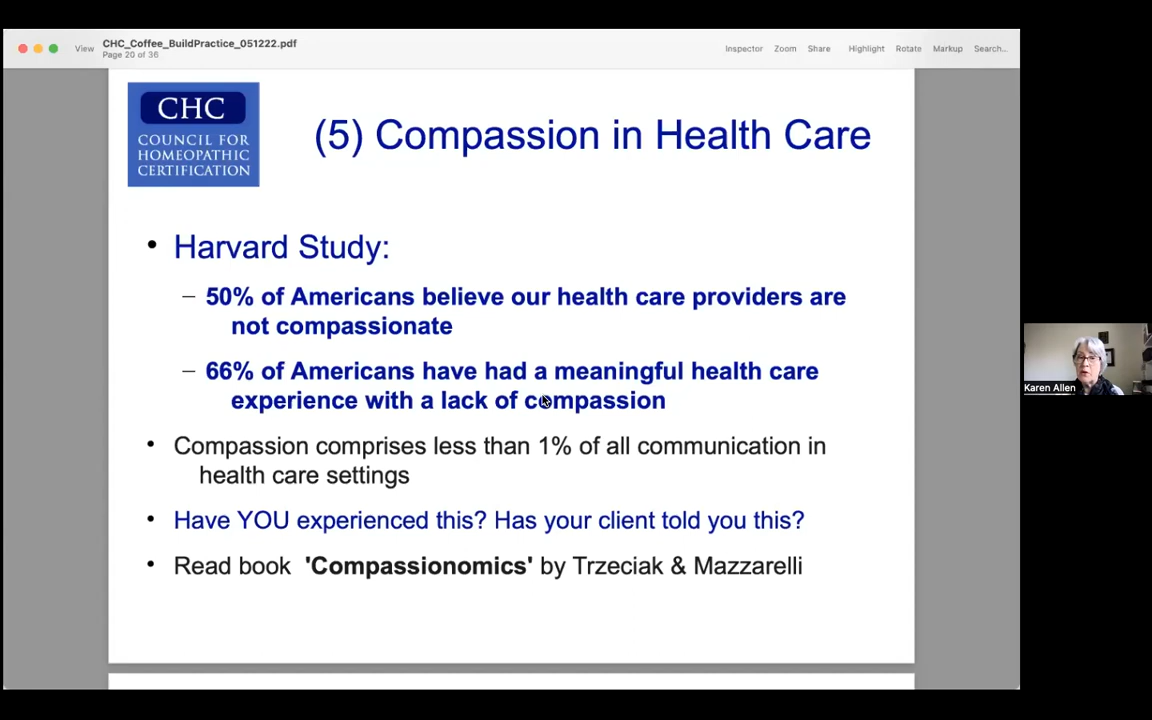 View
CHC_Coffee_BuildPractice_051222.pdf
Page 20 of 36
Inspector Zoom Share Highlight Rotate Markup Search...
CHC
COUNCIL FOR
HOMEOPATHIC
CERTIFICATION
(5) Compassion in Health Care
• Harvard Study:
– 50% of Americans believe our health care providers are
not compassionate
– 66% of Americans have had a meaningful health care
experience with a lack of compassion
• Compassion comprises less than 1% of all communication in
health care settings
• Have YOU experienced this? Has your client told you this?
• Read book 'Compassionomics' by Trzeciak & Mazzarelli
Karen Allen